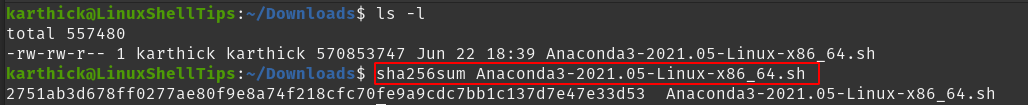 karthick@LinuxShellTips:~/Downloads$ ls -l
total 557480
-rw-rw-r-- 1 karthick karthick 570853747 Jun 22 18:39 Anaconda3-2021.05-Linux-x86_64.sh
karthick@LinuxShellTips:~/Downloads$ sha256sum Anaconda3-2021.05-Linux-x86_64.sh
2751ab3d678ff0277ae80f9e8a74f218cfc70fe9a9cdc7bb1c137d7e47e33d53  Anaconda3-2021.05-Linux-x86_64.sh